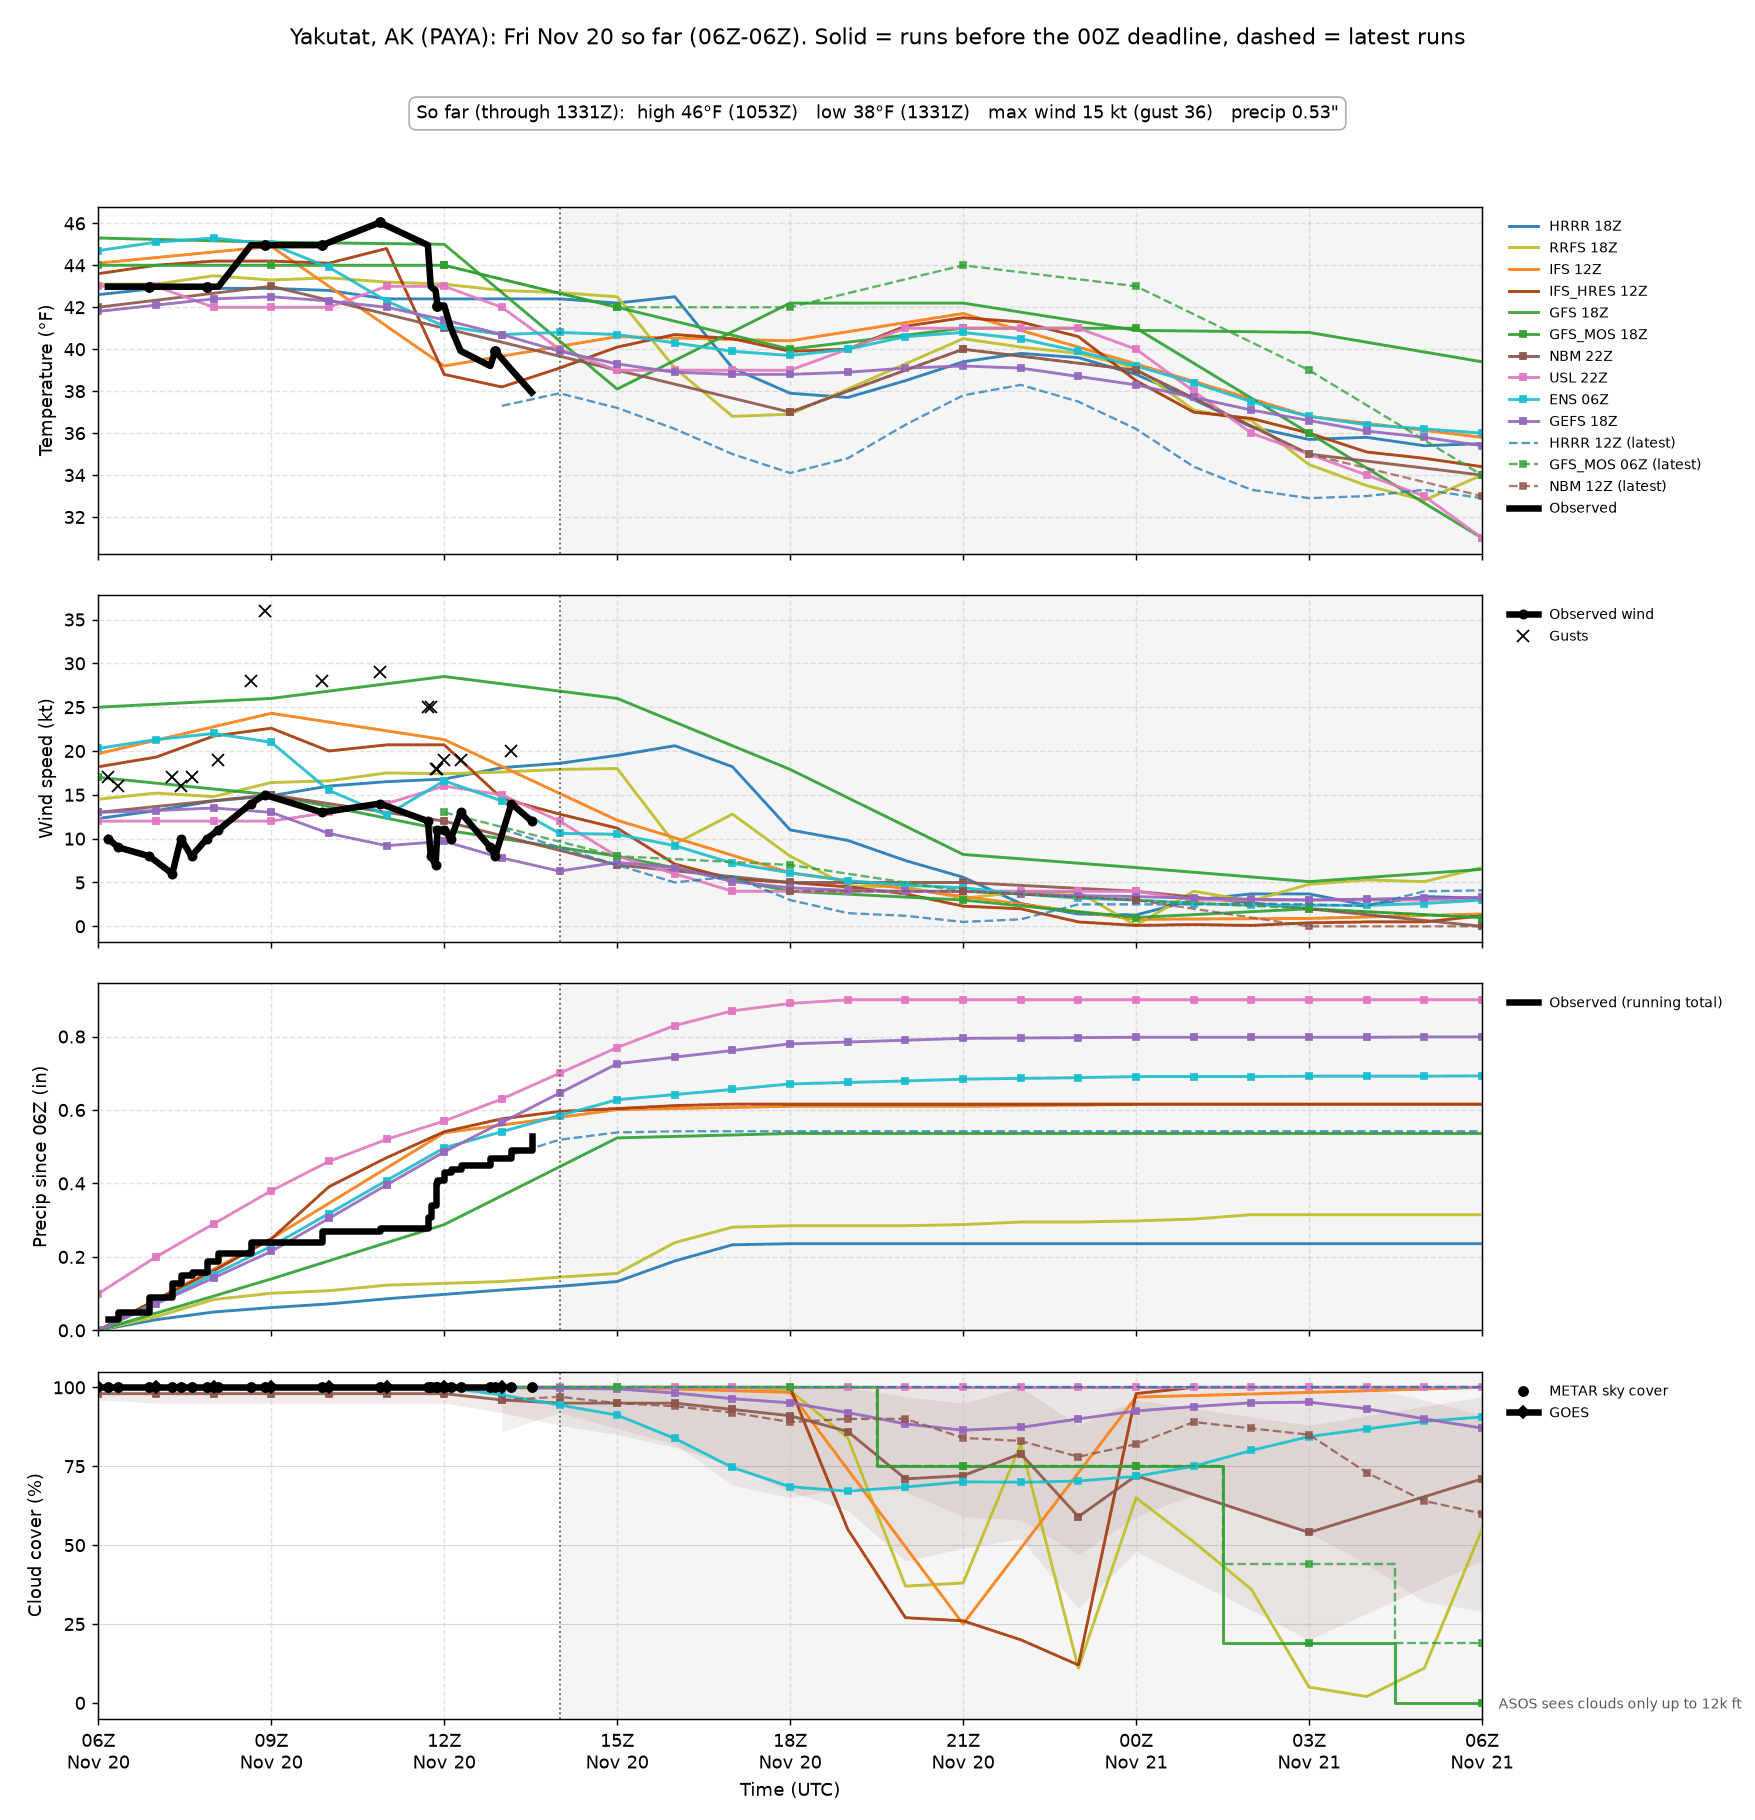 Yakutat, AK (PAYA): Fri Nov 20 so far (06Z-06Z). Solid = runs before the 00Z deadline, dashed = latest runs
So far (through 1331Z):  high 46°F (1053Z)   low 38°F (1331Z)   max wind 15 kt (gust 36)   precip 0.53"
Temperature (°F)
46
44
42
40
38
36
34
32
HRRR 18Z
RRFS 18Z
IFS 12Z
IFS_HRES 12Z
GFS 18Z
GFS_MOS 18Z
NBM 22Z
USL 22Z
ENS 06Z
GEFS 18Z
HRRR 12Z (latest)
GFS_MOS 06Z (latest)
NBM 12Z (latest)
Observed
Wind speed (kt)
35
30
25
20
15
10
5
0
Observed wind
Gusts
Precip since 06Z (in)
0.8
0.6
0.4
0.2
0.0
Observed (running total)
Cloud cover (%)
100
75
50
25
0
METAR sky cover
GOES
ASOS sees clouds only up to 12k ft
06Z
Nov 20
09Z
Nov 20
12Z
Nov 20
15Z
Nov 20
18Z
Nov 20
21Z
Nov 20
00Z
Nov 21
03Z
Nov 21
06Z
Nov 21
Time (UTC)